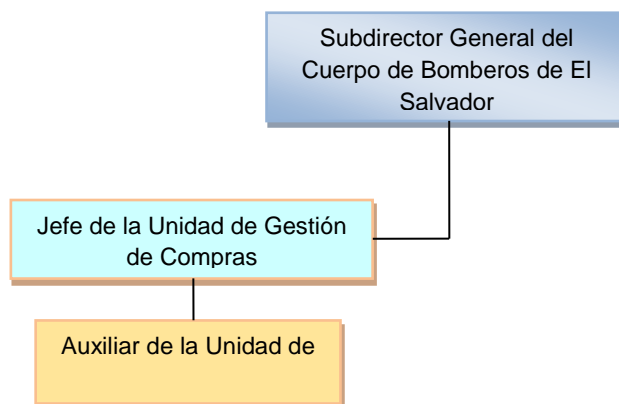 Subdirector General del
Cuerpo de Bomberos de El
Salvador
Jefe de la Unidad de Gestión
de Compras
Auxiliar de la Unidad de